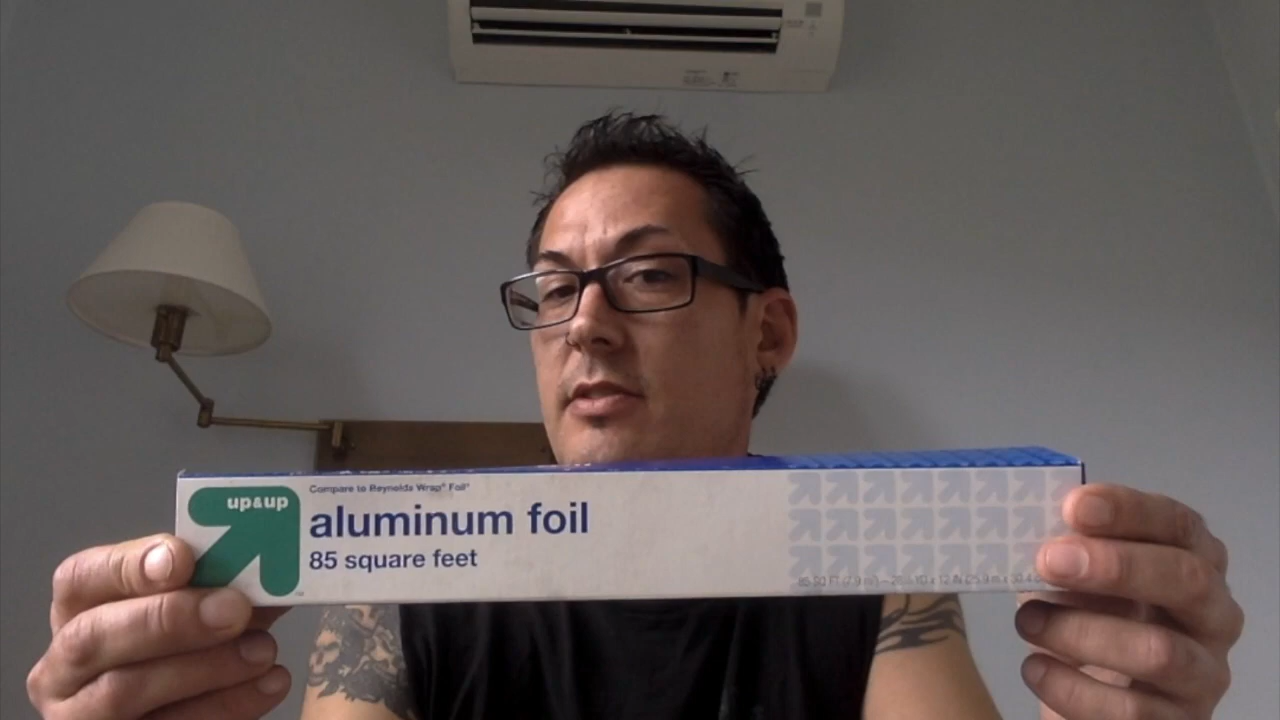 up&up
Compare to Reynolds Wrap® Foil*
aluminum foil
85 square feet